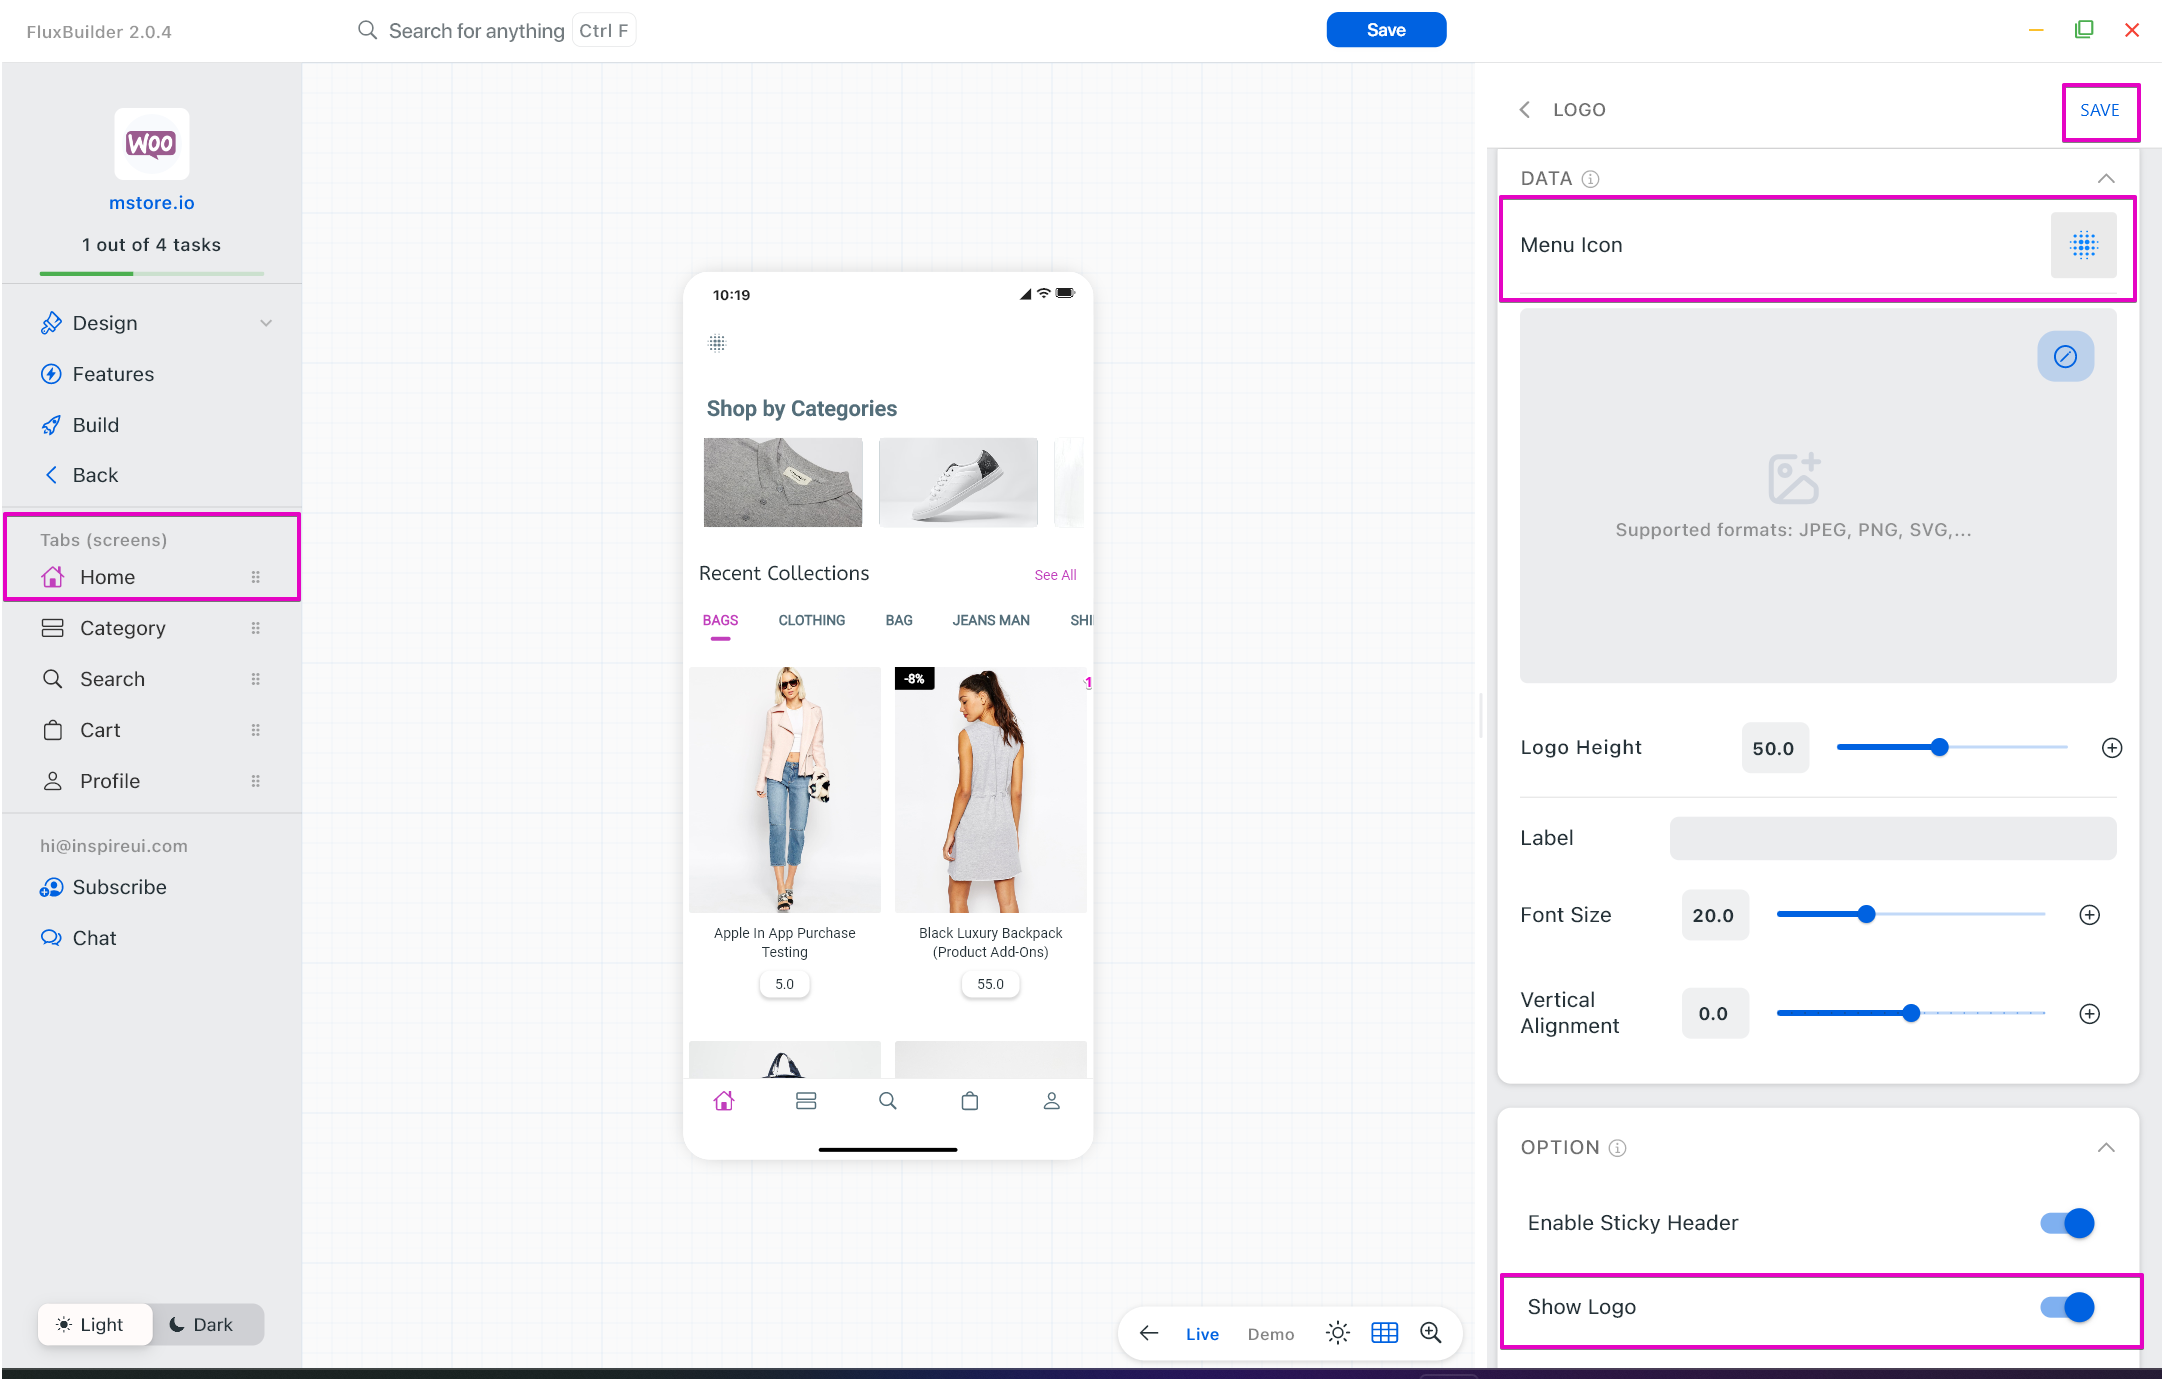 FluxBuilder 2.0.4
Search for anything
Ctrl F
Save
WOO
mstore.io
1 out of 4 tasks
Design
Features
Build
Back
Tabs (screens)
Home
Category
Search
Cart
Profile
hi@inspireui.com
Subscribe
Chat
Light
Dark
10:19
Shop by Categories
Recent Collections
See All
BAGS
CLOTHING
BAG
JEANS MAN
SHI
-8%
1
Apple In App Purchase
Testing
5.0
Black Luxury Backpack
(Product Add-Ons)
55.0
Live
Demo
LOGO
SAVE
DATA
Menu Icon
Supported formats: JPEG, PNG, SVG,...
Logo Height
50.0
Label
Font Size
20.0
Vertical
Alignment
0.0
OPTION
Enable Sticky Header
Show Logo